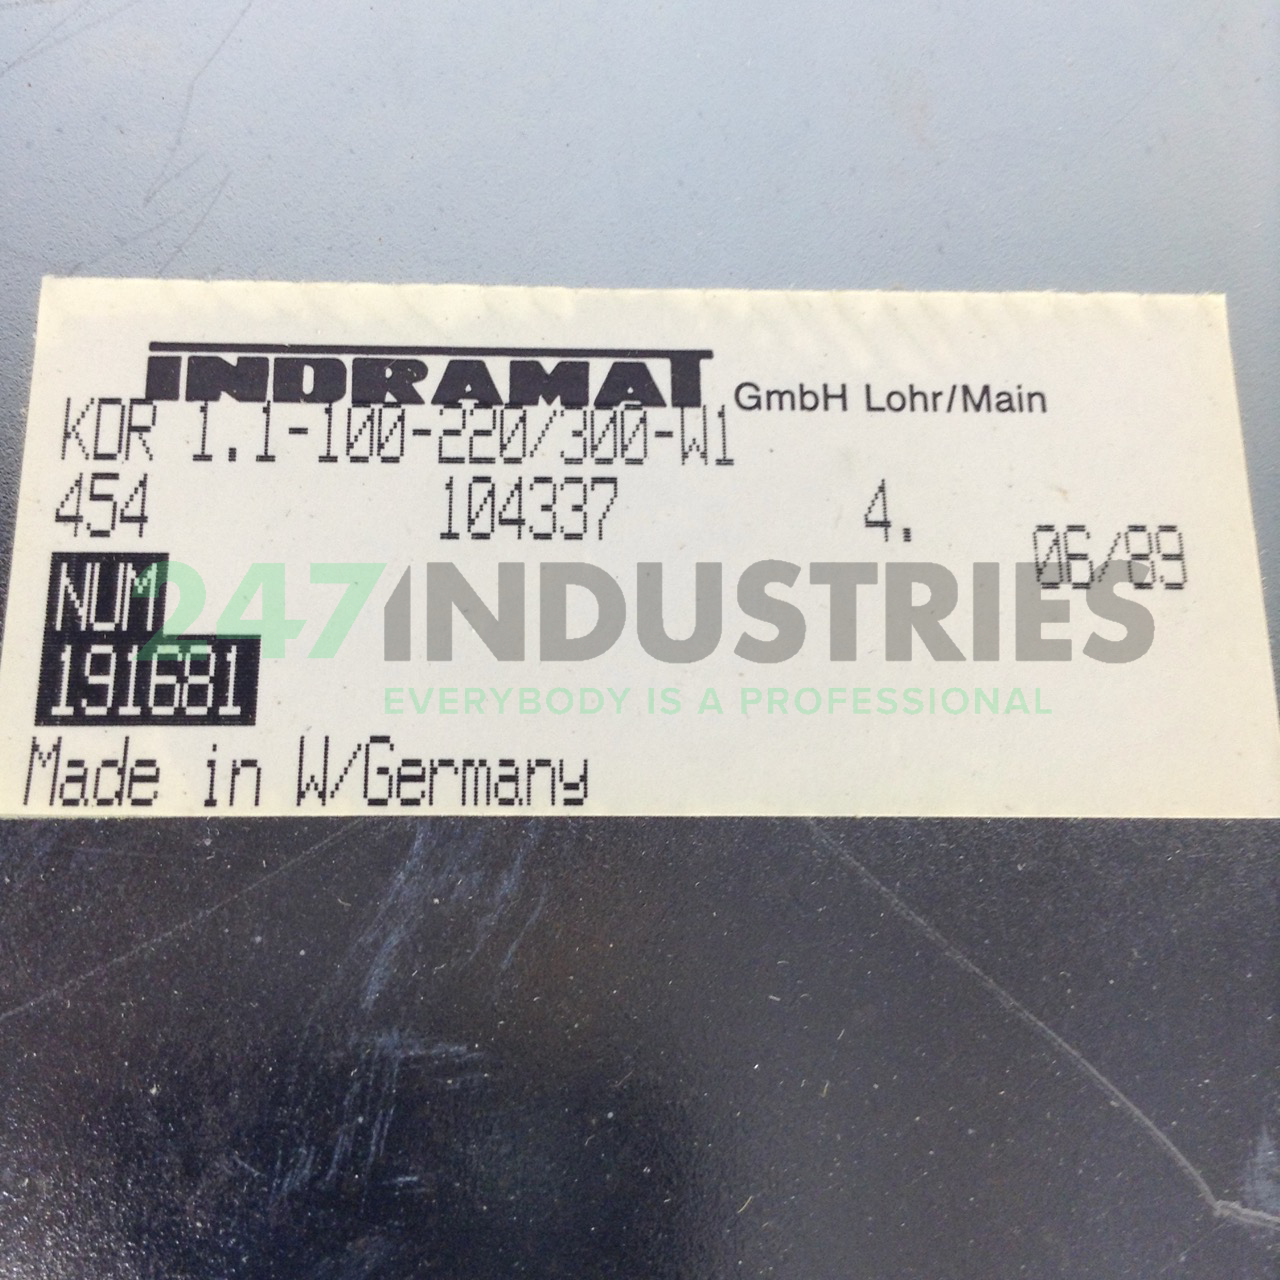 INDRAMAT GmbH Lohr/Main
KDR 1.1-100-220/300-W1
454 104337 4. 06/89
NUM
191681
247INDUSTRIES
EVERYBODY IS A PROFESSIONAL
Made in W/Germany